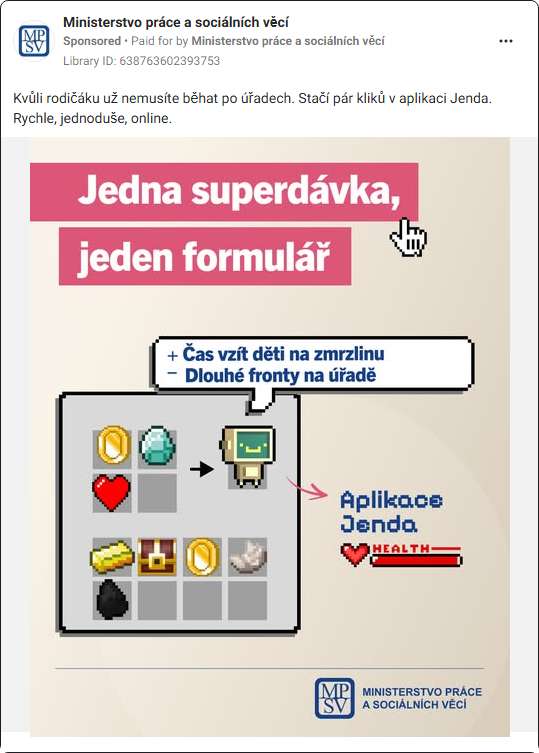 Ministerstvo práce a sociálních věcí
Sponsored • Paid for by Ministerstvo práce a sociálních věcí
Library ID: 638763602393753
Kvůli rodičáku už nemusíte běhat po úřadech. Stačí pár kliků v aplikaci Jenda.
Rychle, jednoduše, online.
Jedna superdávka,
jeden formulář
+ Čas vzít děti na zmrzlinu
− Dlouhé fronty na úřadě
Aplikace
Jenda
HEALTH
MPSV
MINISTERSTVO PRÁCE
A SOCIÁLNÍCH VĚCÍ